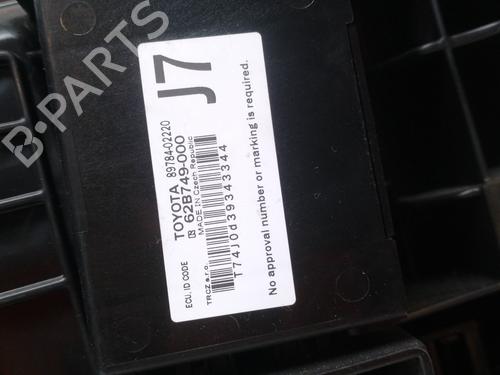 ECU, ID CODE
TOYOTA 89784-02220
62B749-000
MADE IN Czech Republic
J7
TRCZ s.r.o.
T74J0d39343344
No approval number or marking is required.
B-PARTS